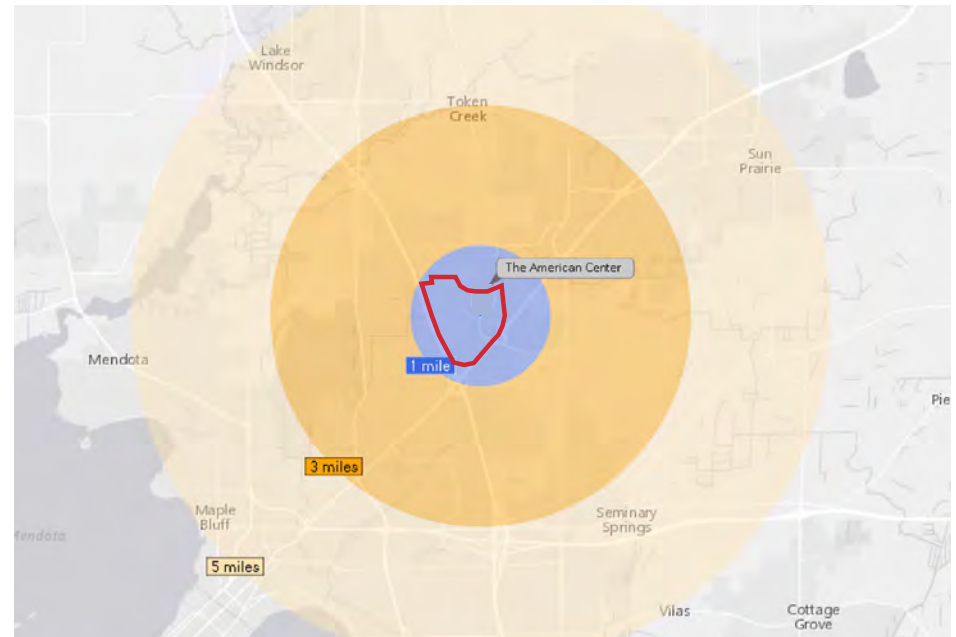 Lake
Windsor
Token
Creek
Sun
Prairie
The American Center
Mendota
1 mile
Pie
3 miles
Maple
Bluff
Seminary
Springs
Mendota
5 miles
Vilas
Cottage
Grove